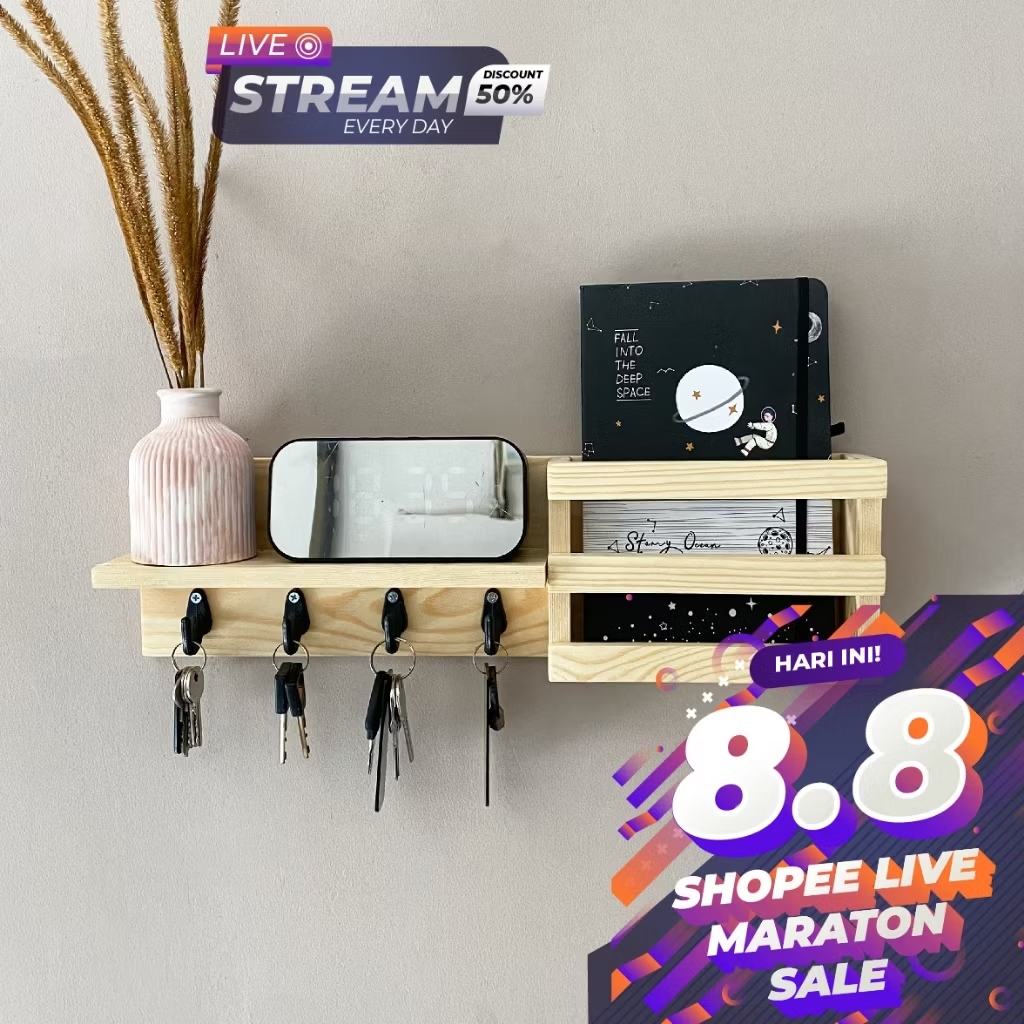 LIVE
STREAM
EVERY DAY
DISCOUNT
50%
FALL
INTO
THE
DEEP
SPACE
Starry Ocean
HARI INI!
8.8
SHOPEE LIVE
MARATON
SALE